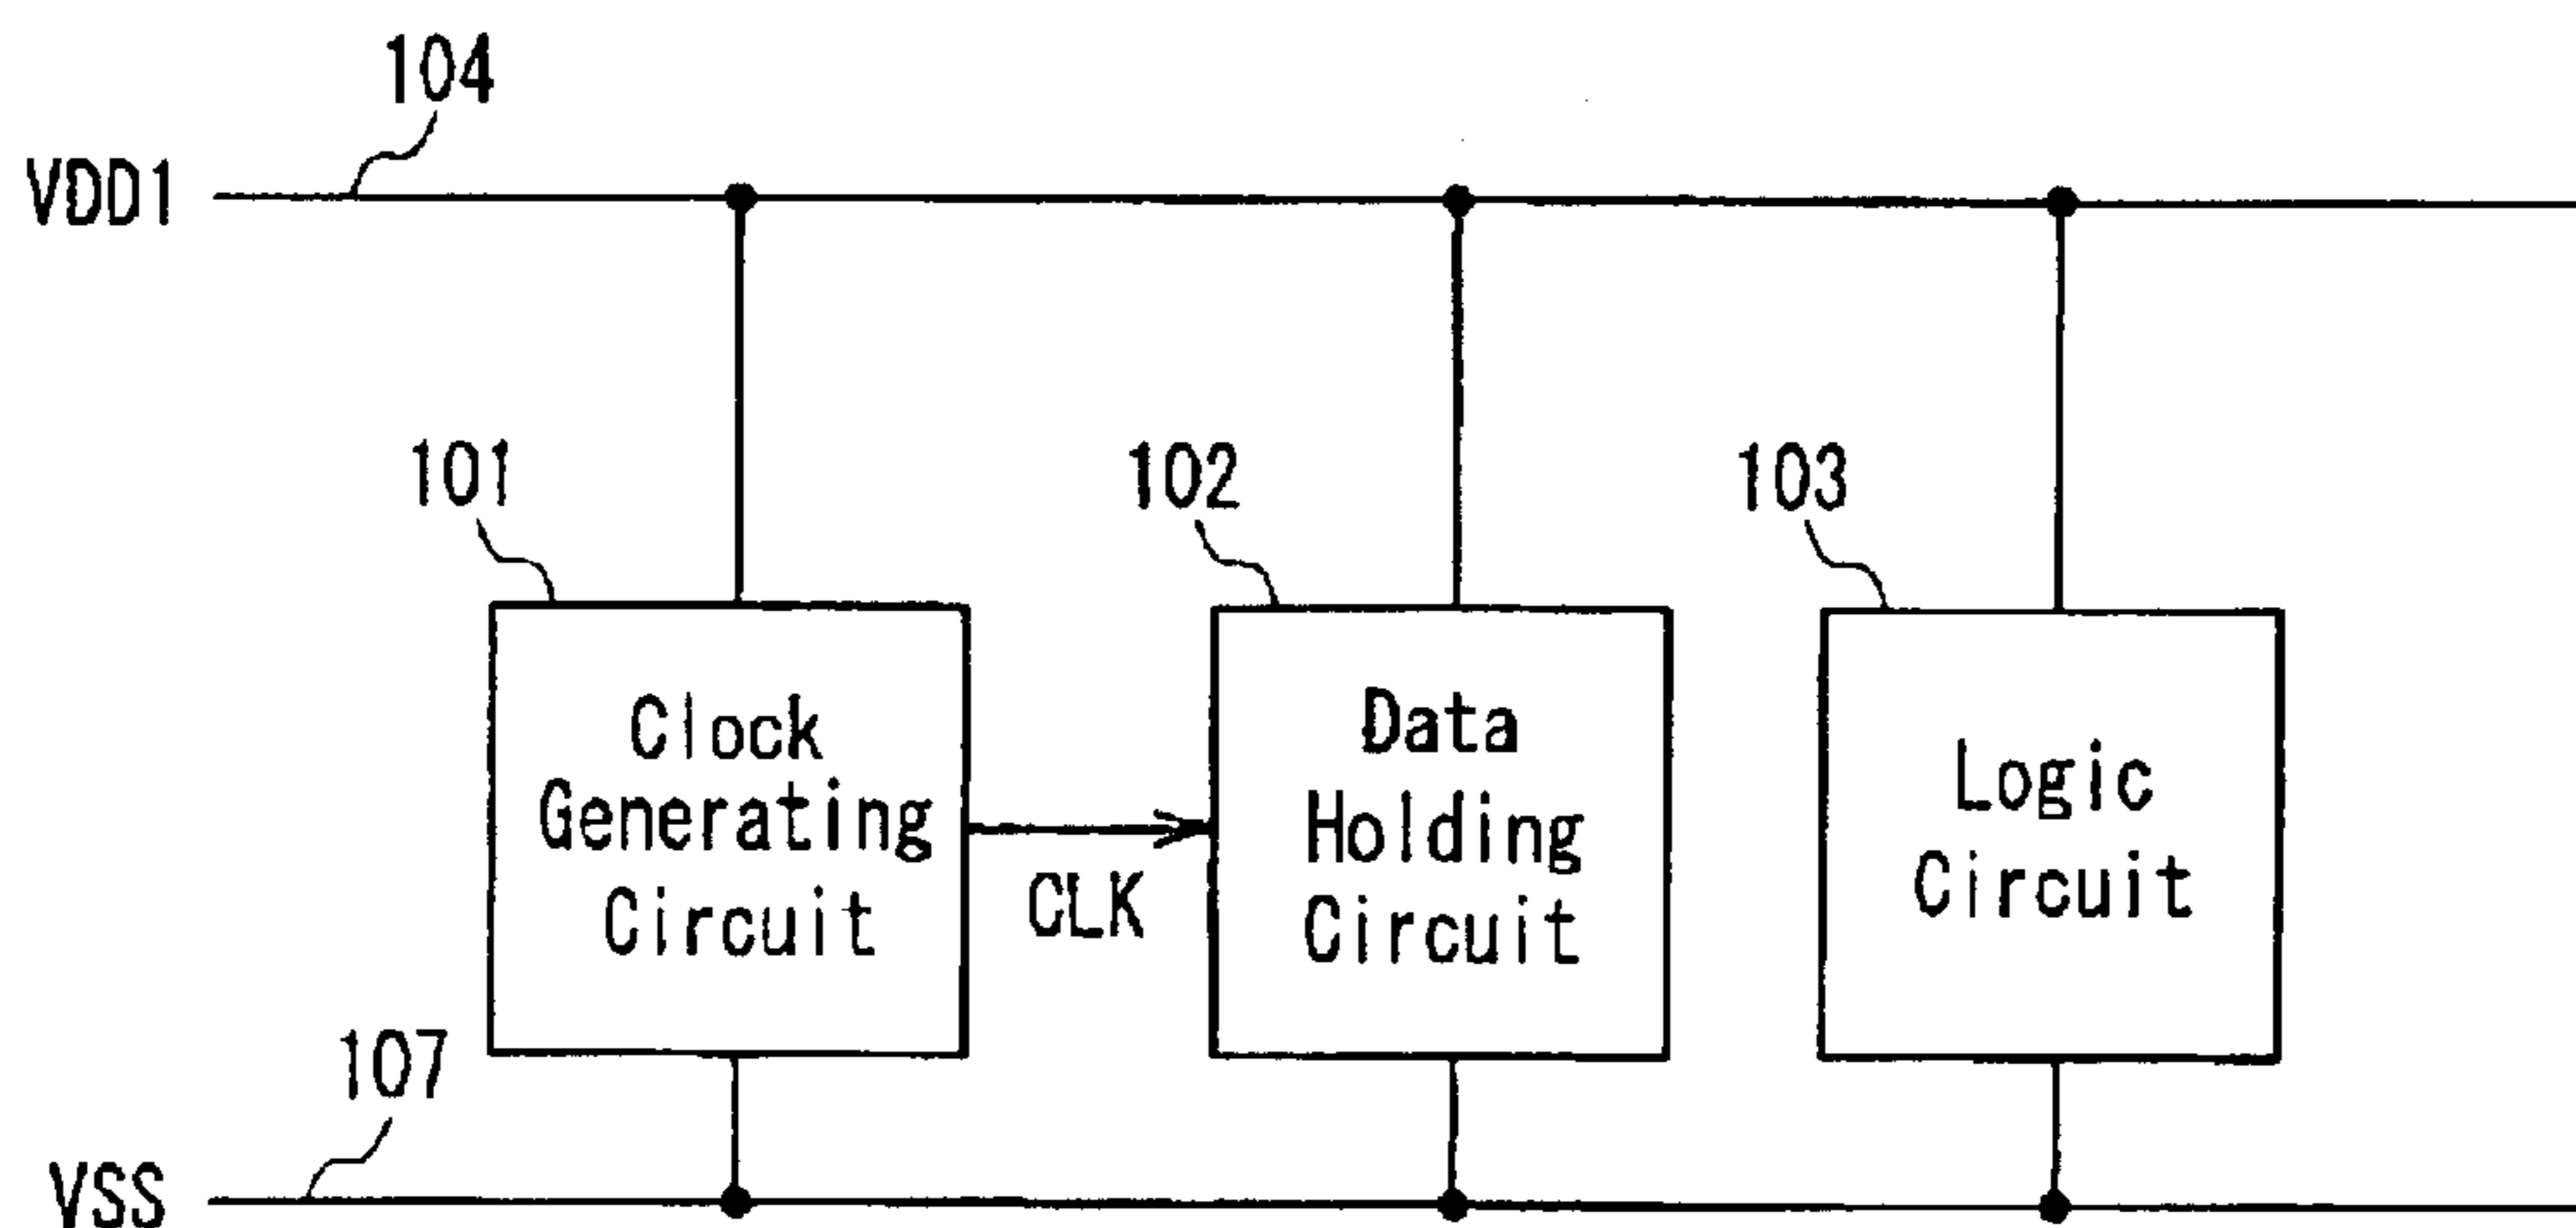 104
VDD1
101
102
103
Clock
Generating
Circuit
CLK
Data
Holding
Circuit
Logic
Circuit
107
VSS